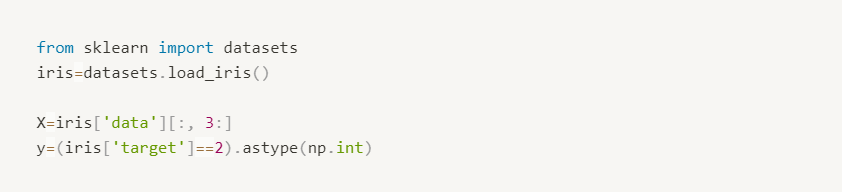 from sklearn import datasets
iris=datasets.load_iris()
X=iris['data'][:, 3:]
y=(iris['target']==2).astype(np.int)